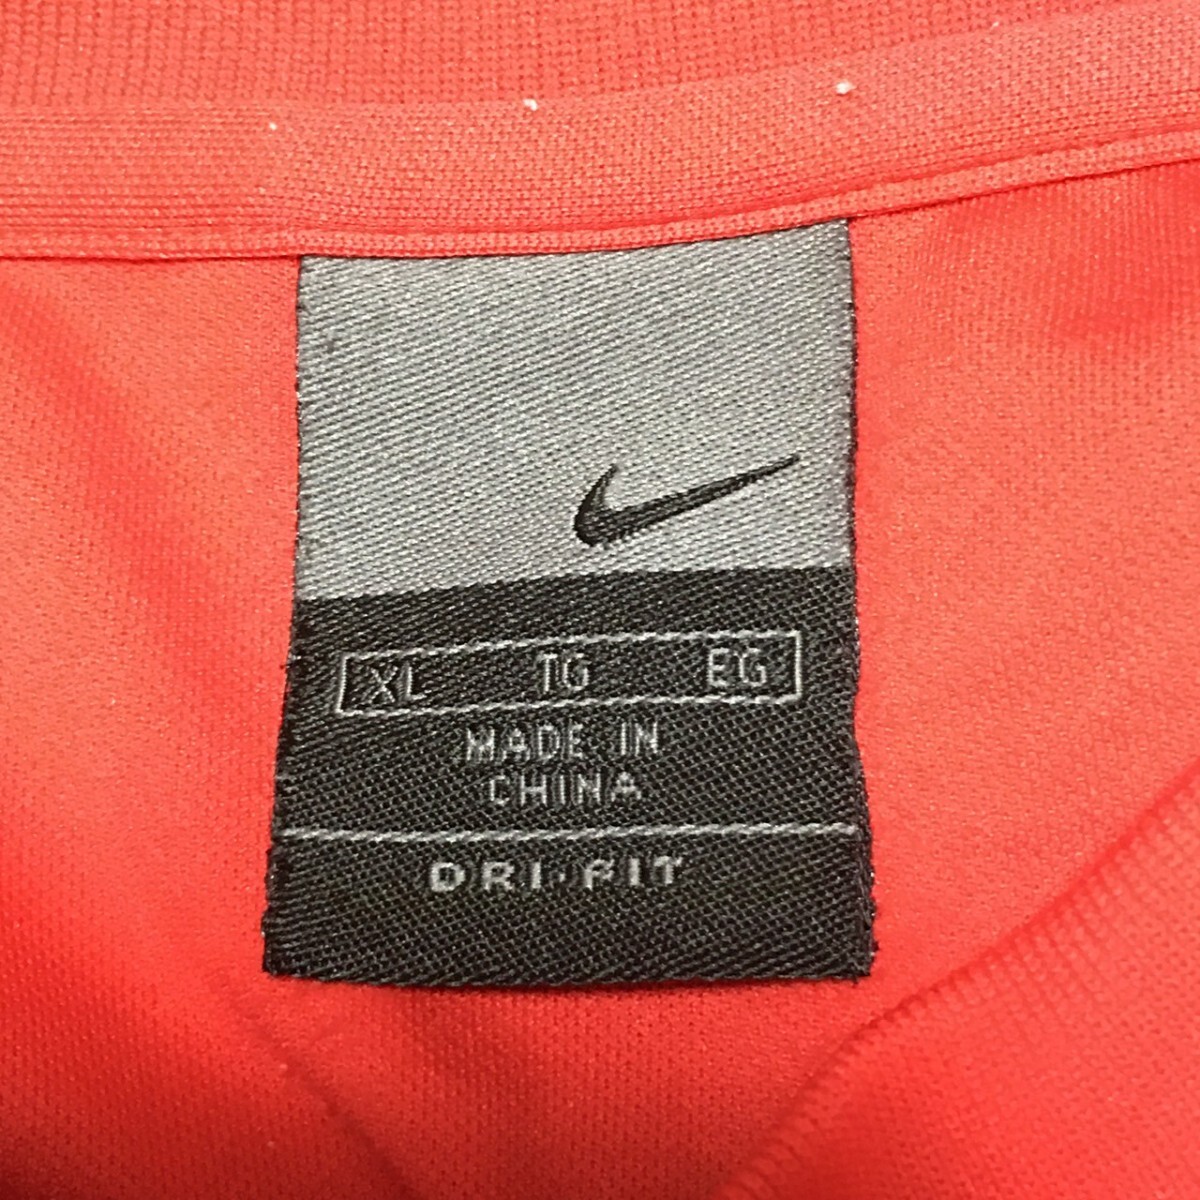 XL TG EG
MADE IN
CHINA
DRI·FIT